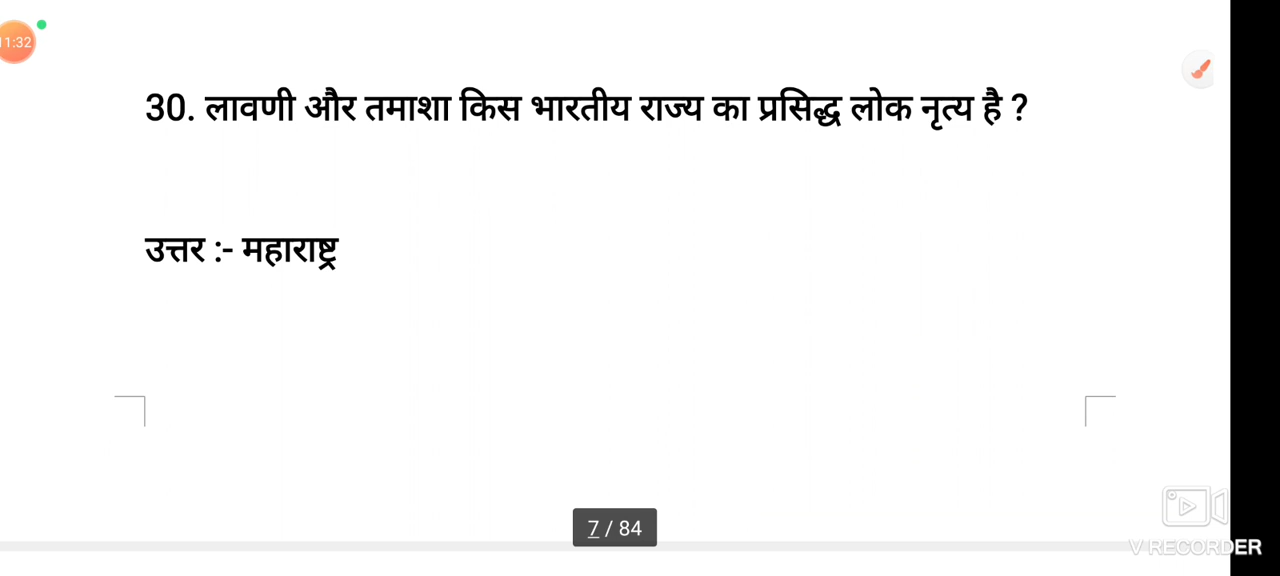 11:32
30. लावणी और तमाशा किस भारतीय राज्य का प्रसिद्ध लोक नृत्य है ?
उत्तर :- महाराष्ट्र
7 / 84
V RECORDER